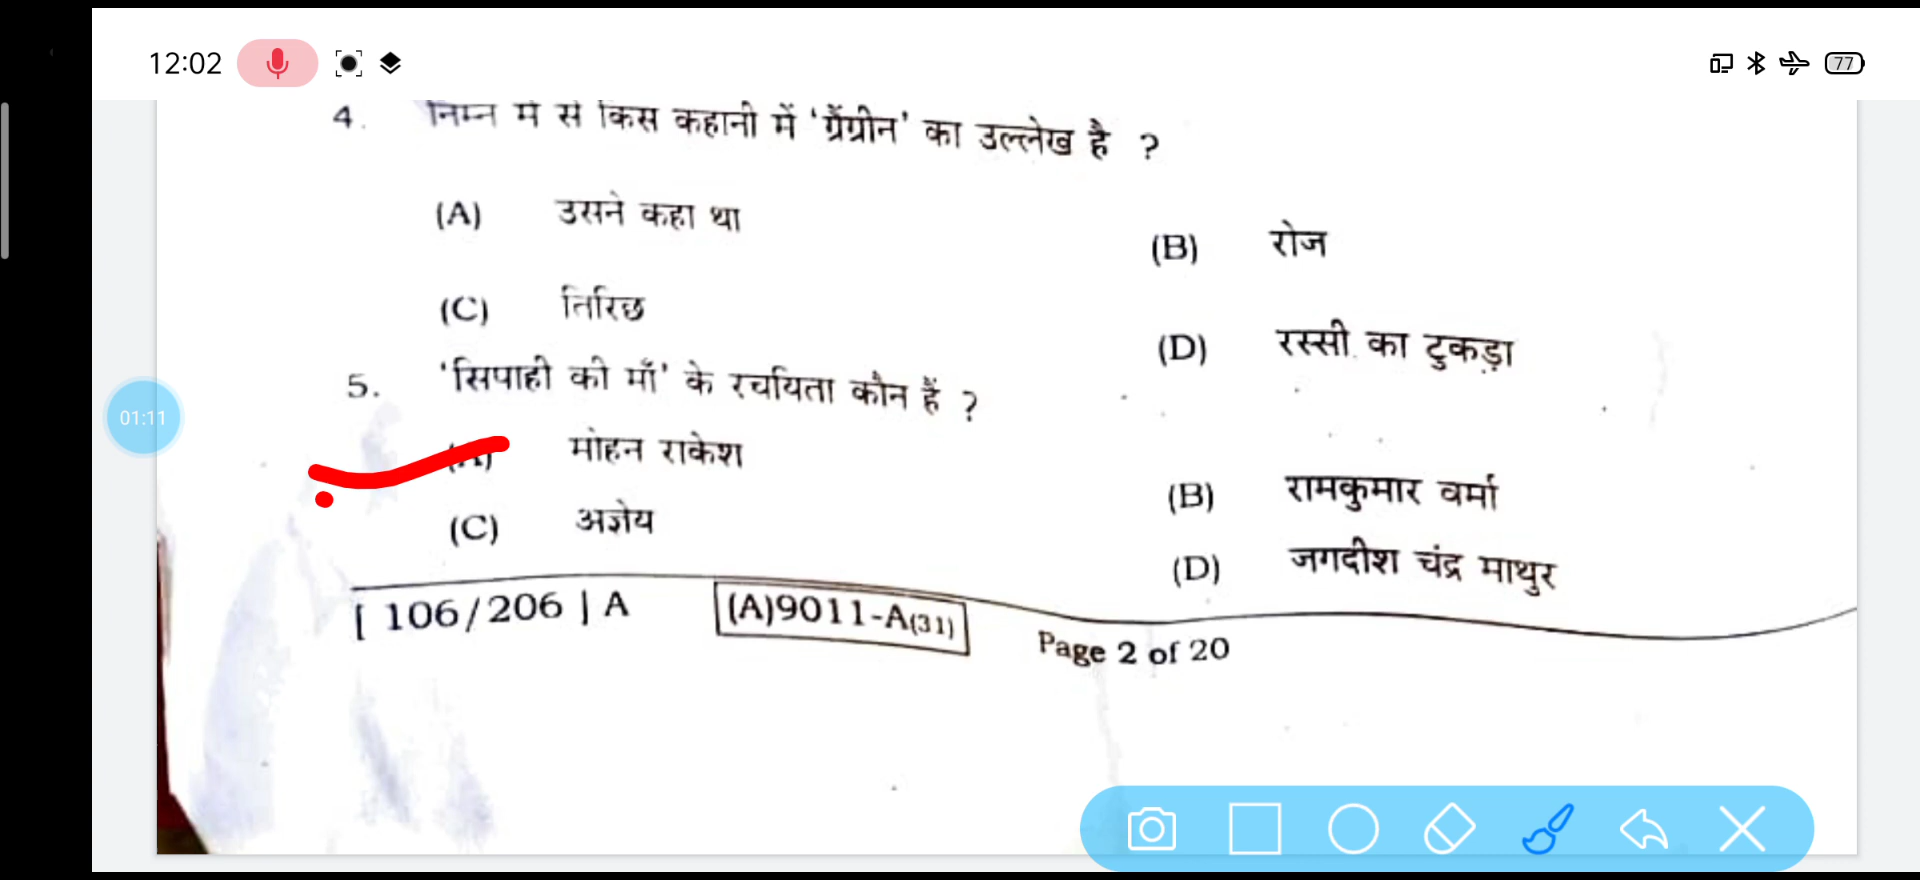 12:02
77
4. निम्न में से किस कहानी में 'ग्रैंग्रीन' का उल्लेख है ?
(A) उसने कहा था
(B) रोज
(C) तिरिछ
(D) रस्सी का टुकड़ा
5. 'सिपाही की माँ' के रचयिता कौन हैं ?
01:11
(A) मोहन राकेश
(B) रामकुमार वर्मा
(C) अज्ञेय
(D) जगदीश चंद्र माथुर
[ 106/206 ] A (A)9011-A(31) Page 2 of 20